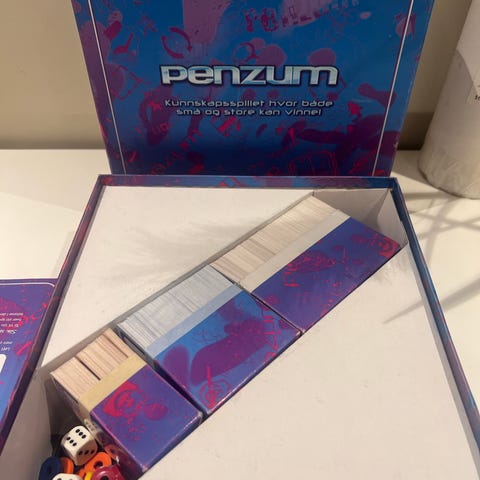 penzum
Kunnskapsspillet hvor både
små og store kan vinne!